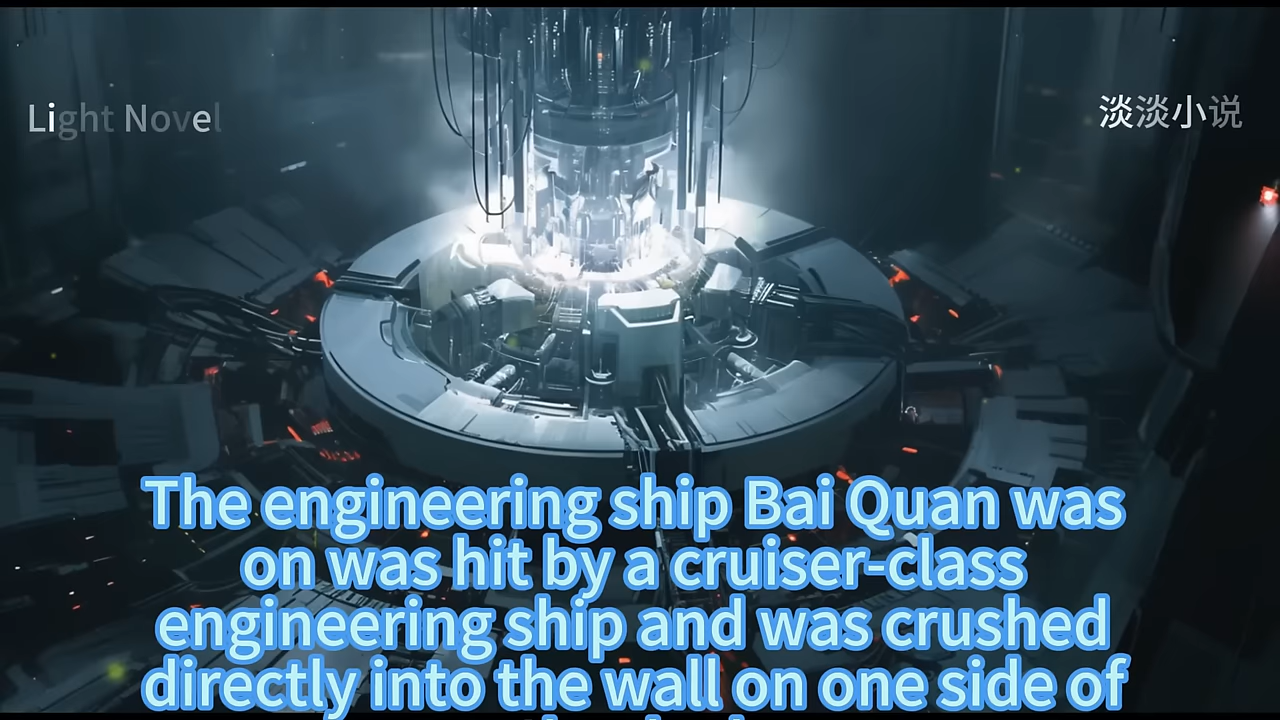 Light Novel
淡淡小说
The engineering ship Bai Quan was
on was hit by a cruiser-class
engineering ship and was crushed
directly into the wall on one side of